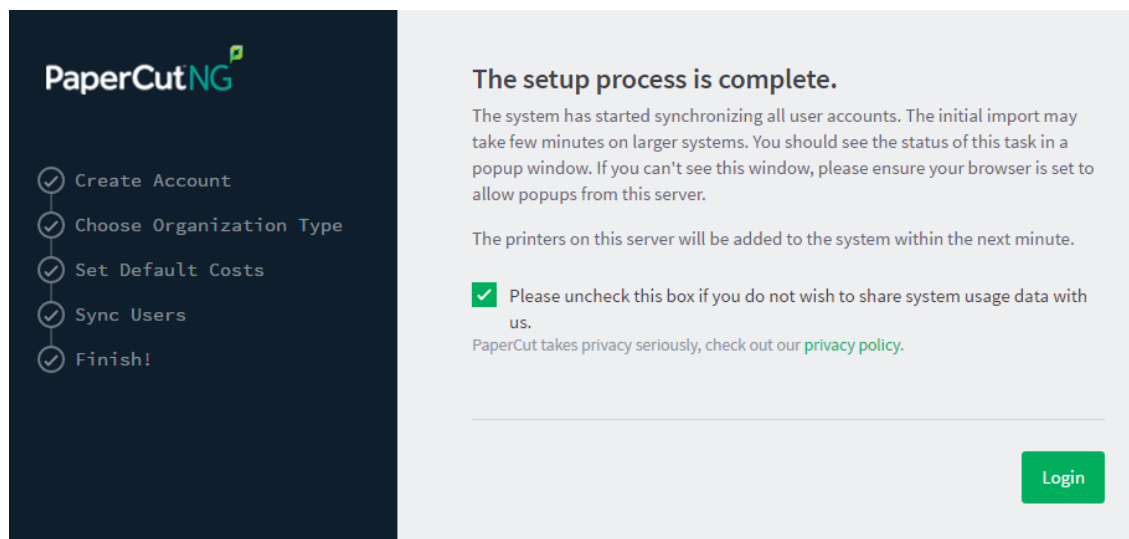 PaperCut NG
Create Account
Choose Organization Type
Set Default Costs
Sync Users
Finish!
The setup process is complete.
The system has started synchronizing all user accounts. The initial import may
take few minutes on larger systems. You should see the status of this task in a
popup window. If you can't see this window, please ensure your browser is set to
allow popups from this server.
The printers on this server will be added to the system within the next minute.
Please uncheck this box if you do not wish to share system usage data with
us.
PaperCut takes privacy seriously, check out our privacy policy.
Login